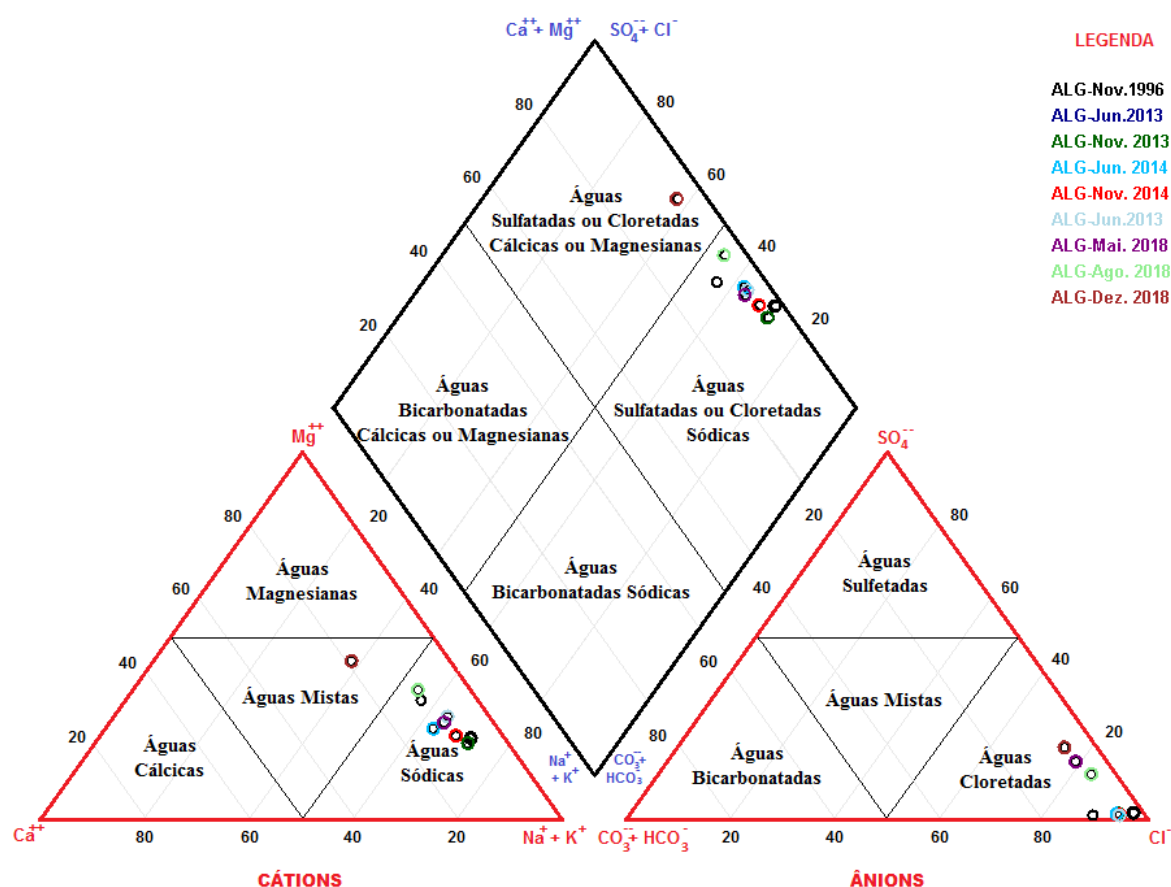 Ca++ + Mg++
SO4-- + Cl-
LEGENDA
ALG-Nov.1996
ALG-Jun.2013
ALG-Nov. 2013
ALG-Jun. 2014
ALG-Nov. 2014
ALG-Jun.2013
ALG-Mai. 2018
ALG-Ago. 2018
ALG-Dez. 2018
80
80
60
60
40
40
20
20
Águas
Sulfatadas ou Cloretadas
Cálcicas ou Magnesianas
Águas
Bicarbonatadas
Cálcicas ou Magnesianas
Águas
Sulfatadas ou Cloretadas
Sódicas
Águas
Bicarbonatadas Sódicas
Na+
+ K+
CO3-- +
HCO3-
Mg++
80
20
60
40
40
60
20
80
Águas
Magnesianas
Águas Mistas
Águas
Cálcicas
Águas
Sódicas
Ca++
80
60
40
20
Na+ + K+
CÁTIONS
SO4--
20
80
40
60
60
40
80
20
Águas
Sulfetadas
Águas Mistas
Águas
Bicarbonatadas
Águas
Cloretadas
CO3-- + HCO3-
20
40
60
80
Cl-
ÂNIONS